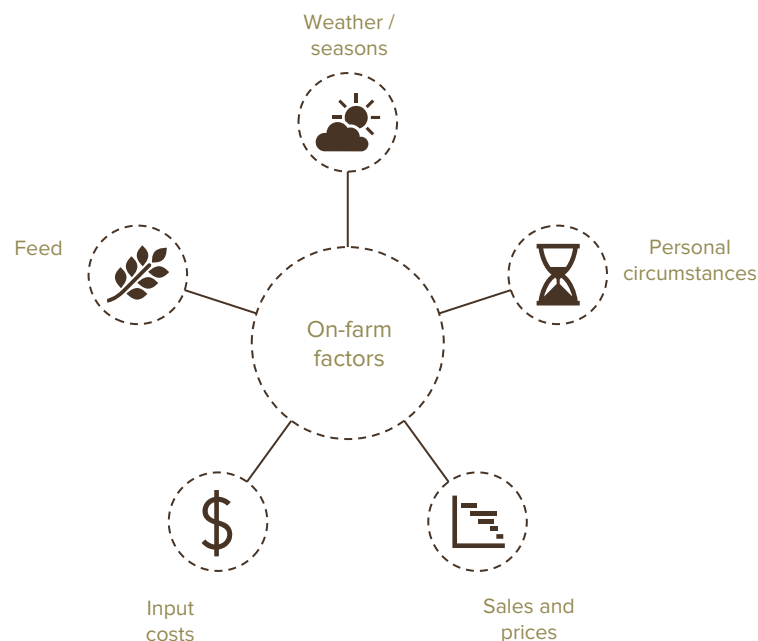 Weather /
seasons
Feed
Personal
circumstances
On-farm
factors
$
Input
costs
Sales and
prices